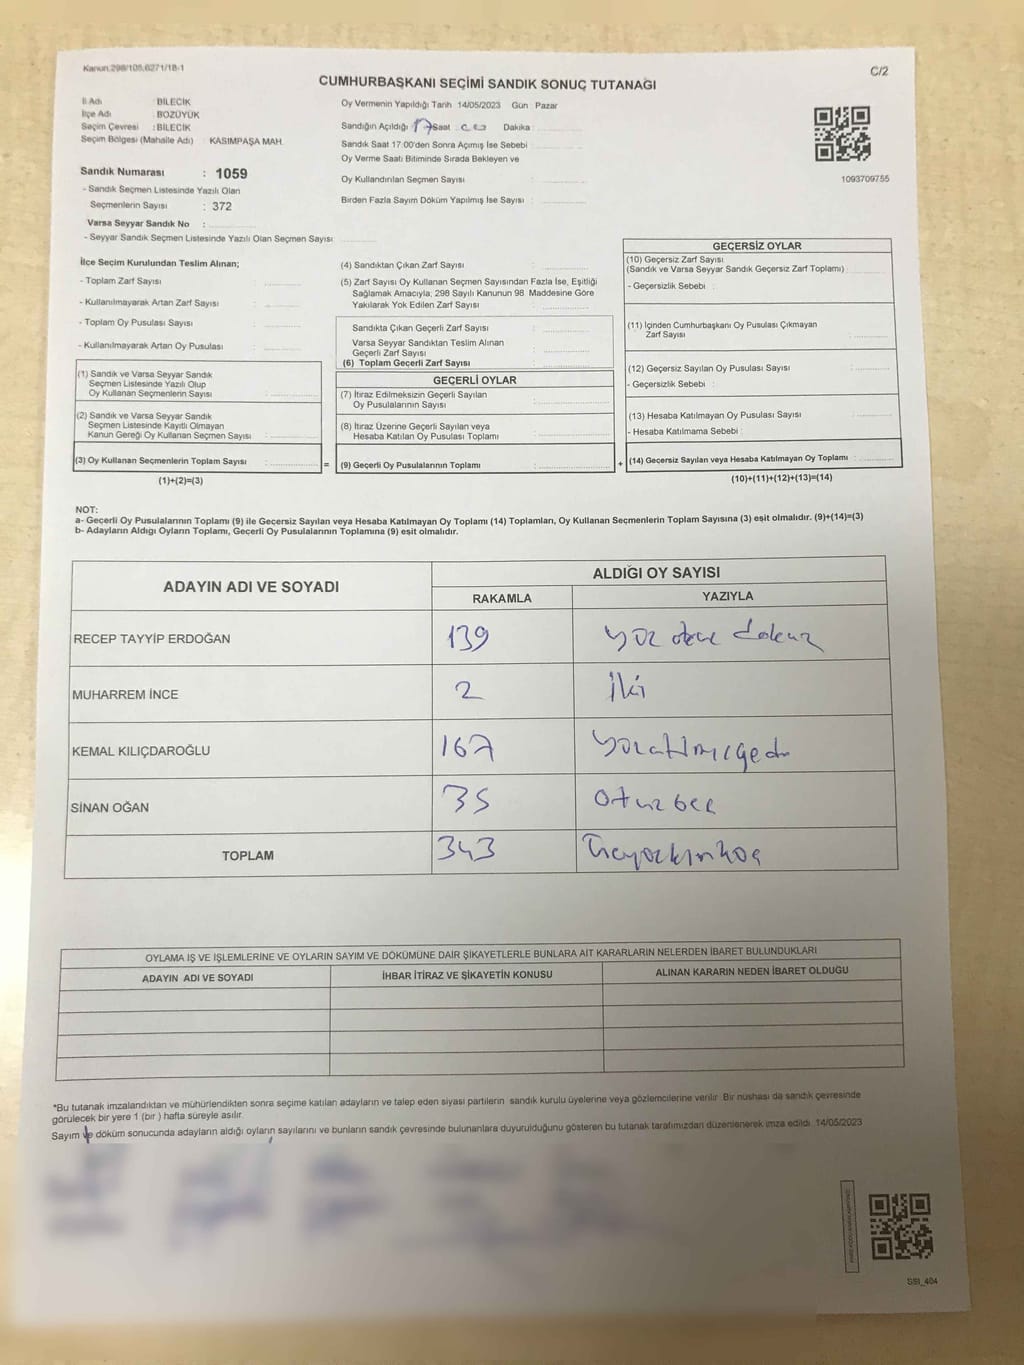 Kanun:298/105,6271/18-1
C/2
CUMHURBAŞKANI SEÇİMİ SANDIK SONUÇ TUTANAĞI
İl Adı : BİLECİK
İlçe Adı : BOZÜYÜK
Seçim Çevresi : BİLECİK
Seçim Bölgesi (Mahalle Adı) : KASIMPAŞA MAH.
Sandık Numarası : 1059
- Sandık Seçmen Listesinde Yazılı Olan
Seçmenlerin Sayısı : 372
Varsa Seyyar Sandık No :
- Seyyar Sandık Seçmen Listesinde Yazılı Olan Seçmen Sayısı :
Oy Vermenin Yapıldığı Tarih 14/05/2023 Gün : Pazar
Sandığın Açıldığı 17 Saat : 00 Dakika :
Sandık Saat 17:00'den Sonra Açımış İse Sebebi :
Oy Verme Saati Bitiminde Sırada Bekleyen ve
Oy Kullandırılan Seçmen Sayısı :
Birden Fazla Sayım Döküm Yapılmış İse Sayısı :
1093709755
İlçe Seçim Kurulundan Teslim Alınan;
- Toplam Zarf Sayısı :
- Kullanılmayarak Artan Zarf Sayısı :
- Toplam Oy Pusulası Sayısı :
- Kullanılmayarak Artan Oy Pusulası :
(1) Sandık ve Varsa Seyyar Sandık
Seçmen Listesinde Yazılı Olup
Oy Kullanan Seçmenlerin Sayısı :
(2) Sandık ve Varsa Seyyar Sandık
Seçmen Listesinde Kayıtlı Olmayan
Kanun Gereği Oy Kullanan Seçmen Sayısı :
(3) Oy Kullanan Seçmenlerin Toplam Sayısı : =
(1)+(2)=(3)
(4) Sandıktan Çıkan Zarf Sayısı :
(5) Zarf Sayısı Oy Kullanan Seçmen Sayısından Fazla İse, Eşitliği
Sağlamak Amacıyla, 298 Sayılı Kanunun 98. Maddesine Göre
Yakılarak Yok Edilen Zarf Sayısı :
Sandıkta Çıkan Geçerli Zarf Sayısı :
Varsa Seyyar Sandıktan Teslim Alınan
Geçerli Zarf Sayısı :
(6) Toplam Geçerli Zarf Sayısı :
GEÇERLİ OYLAR
(7) İtiraz Edilmeksizin Geçerli Sayılan
Oy Pusulalarının Sayısı :
(8) İtiraz Üzerine Geçerli Sayılan veya
Hesaba Katılan Oy Pusulası Toplamı :
(9) Geçerli Oy Pusulalarının Toplamı : +
GEÇERSİZ OYLAR
(10) Geçersiz Zarf Sayısı
(Sandık ve Varsa Seyyar Sandık Geçersiz Zarf Toplamı) :
- Geçersizlik Sebebi :
(11) İçinden Cumhurbaşkanı Oy Pusulası Çıkmayan
Zarf Sayısı :
(12) Geçersiz Sayılan Oy Pusulası Sayısı :
- Geçersizlik Sebebi :
(13) Hesaba Katılmayan Oy Pusulası Sayısı :
- Hesaba Katılmama Sebebi :
(14) Geçersiz Sayılan veya Hesaba Katılmayan Oy Toplamı :
(10)+(11)+(12)+(13)=(14)
NOT:
a- Geçerli Oy Pusulalarının Toplamı (9) ile Geçersiz Sayılan veya Hesaba Katılmayan Oy Toplamı (14) Toplamları, Oy Kullanan Seçmenlerin Toplam Sayısına (3) eşit olmalıdır. (9)+(14)=(3)
b- Adayların Aldığı Oyların Toplamı, Geçerli Oy Pusulalarının Toplamına (9) eşit olmalıdır.
ADAYIN ADI VE SOYADI
ALDIĞI OY SAYISI
RAKAMLA YAZIYLA
RECEP TAYYİP ERDOĞAN 139 yüz otuz dokuz
MUHARREM İNCE 2 İki
KEMAL KILIÇDAROĞLU 167 Yüzatmışyedi
SİNAN OĞAN 35 Otuzbeş
TOPLAM 343 Üçyüzkırküç
OYLAMA İŞ VE İŞLEMLERİNE VE OYLARIN SAYIM VE DÖKÜMÜNE DAİR ŞİKAYETLERLE BUNLARA AİT KARARLARIN NELERDEN İBARET BULUNDUKLARI
ADAYIN ADI VE SOYADI İHBAR İTİRAZ VE ŞİKAYETİN KONUSU ALINAN KARARIN NEDEN İBARET OLDUĞU
*Bu tutanak imzalandıktan ve mühürlendikten sonra seçime katılan adayların ve talep eden siyasi partilerin sandık kurulu üyelerine veya gözlemcilerine verilir. Bir nüshası da sandık çevresinde
görülecek bir yere 1 (bir ) hafta süreyle asılır.
Sayım ve döküm sonucunda adayların aldığı oyların sayılarını ve bunların sandık çevresinde bulunanlara duyurulduğunu gösteren bu tutanak tarafımızdan düzenlenerek imza edildi. 14/05/2023
SSI_404